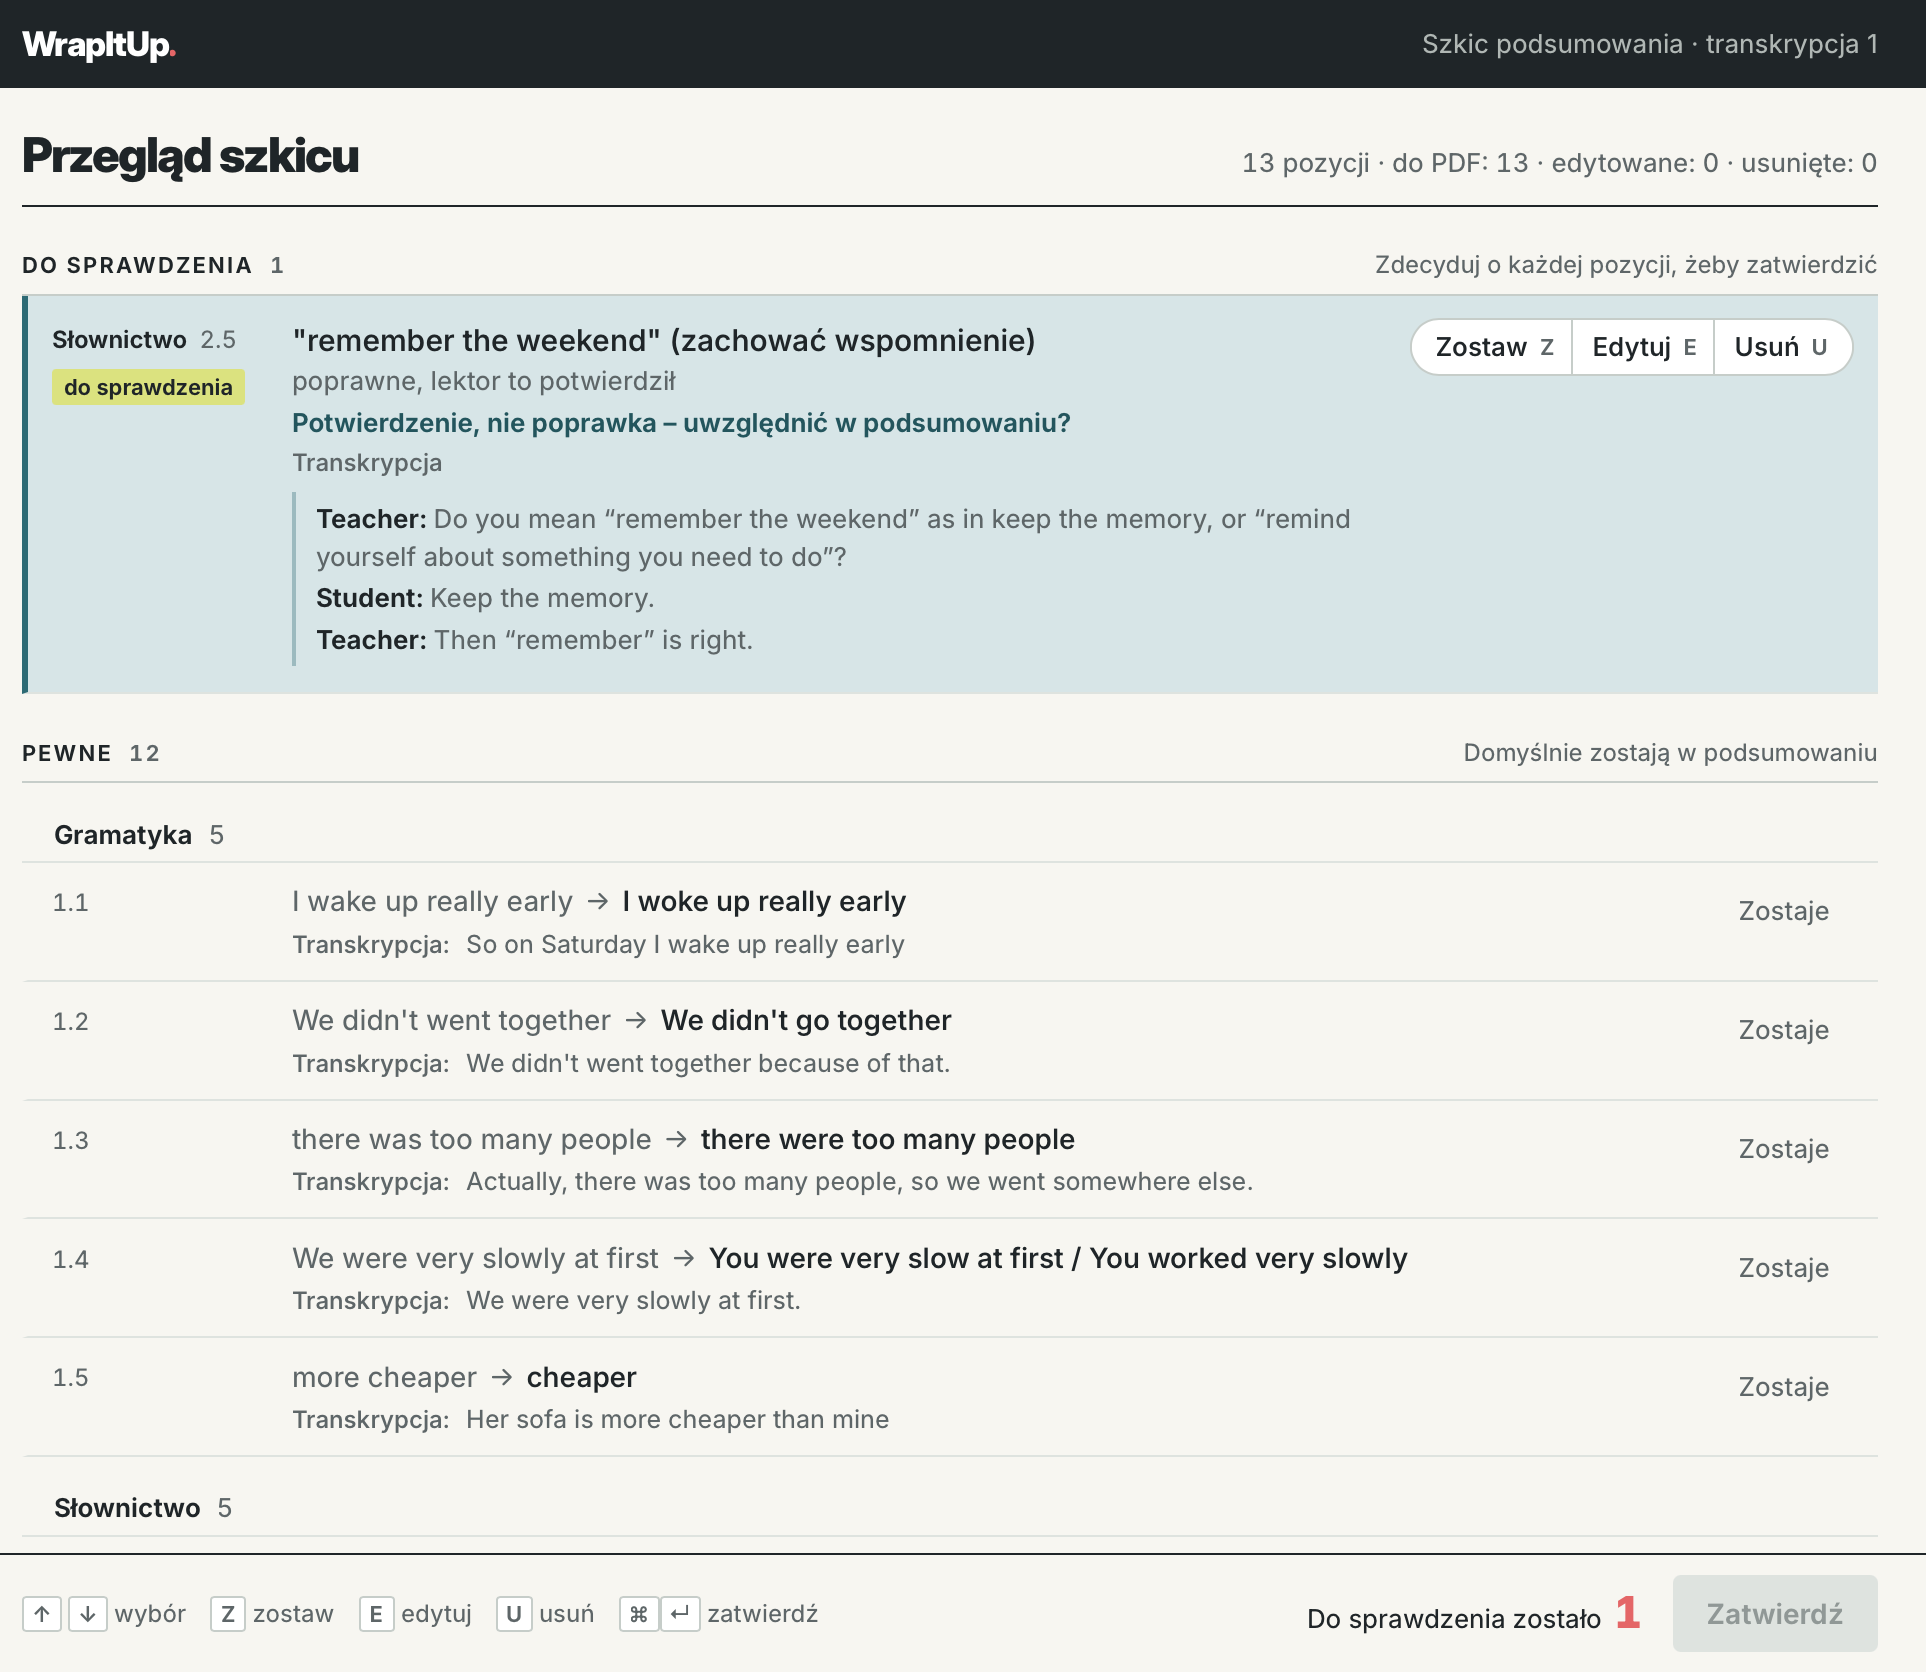 WrapItUp.
Szkic podsumowania · transkrypcja 1
Przegląd szkicu
13 pozycji · do PDF: 13 · edytowane: 0 · usunięte: 0
DO SPRAWDZENIA 1
Zdecyduj o każdej pozycji, żeby zatwierdzić
Słownictwo 2.5
do sprawdzenia
"remember the weekend" (zachować wspomnienie)
poprawne, lektor to potwierdził
Potwierdzenie, nie poprawka – uwzględnić w podsumowaniu?
Transkrypcja
Teacher: Do you mean “remember the weekend” as in keep the memory, or “remind
yourself about something you need to do”?
Student: Keep the memory.
Teacher: Then “remember” is right.
Zostaw Z
Edytuj E
Usuń U
PEWNE 12
Domyślnie zostają w podsumowaniu
Gramatyka 5
1.1
I wake up really early → I woke up really early
Transkrypcja: So on Saturday I wake up really early
Zostaje
1.2
We didn't went together → We didn't go together
Transkrypcja: We didn't went together because of that.
Zostaje
1.3
there was too many people → there were too many people
Transkrypcja: Actually, there was too many people, so we went somewhere else.
Zostaje
1.4
We were very slowly at first → You were very slow at first / You worked very slowly
Transkrypcja: We were very slowly at first.
Zostaje
1.5
more cheaper → cheaper
Transkrypcja: Her sofa is more cheaper than mine
Zostaje
Słownictwo 5
↑ ↓ wybór Z zostaw E edytuj U usuń ⌘ ↵ zatwierdź
Do sprawdzenia zostało 1
Zatwierdź